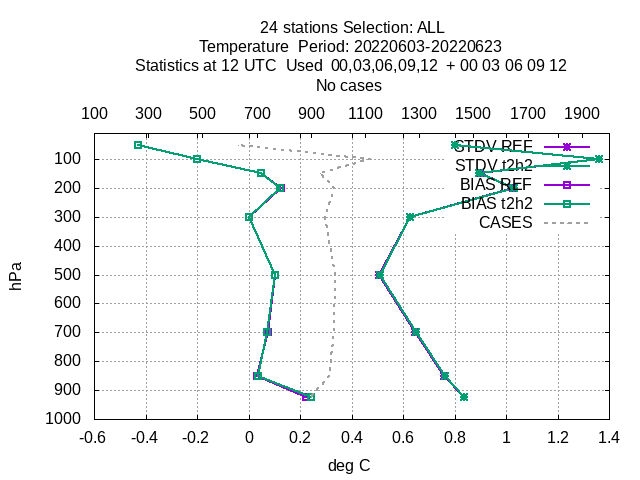 24 stations Selection: ALL
Temperature  Period: 20220603-20220623
Statistics at 12 UTC  Used  00,03,06,09,12  + 00 03 06 09 12
No cases
100 300 500 700 900 1100 1300 1500 1700 1900
STDV REF
STDV t2h2
BIAS REF
BIAS t2h2
CASES
100
200
300
400
500
600
700
800
900
1000
hPa
-0.6 -0.4 -0.2 0 0.2 0.4 0.6 0.8 1 1.2 1.4
deg C